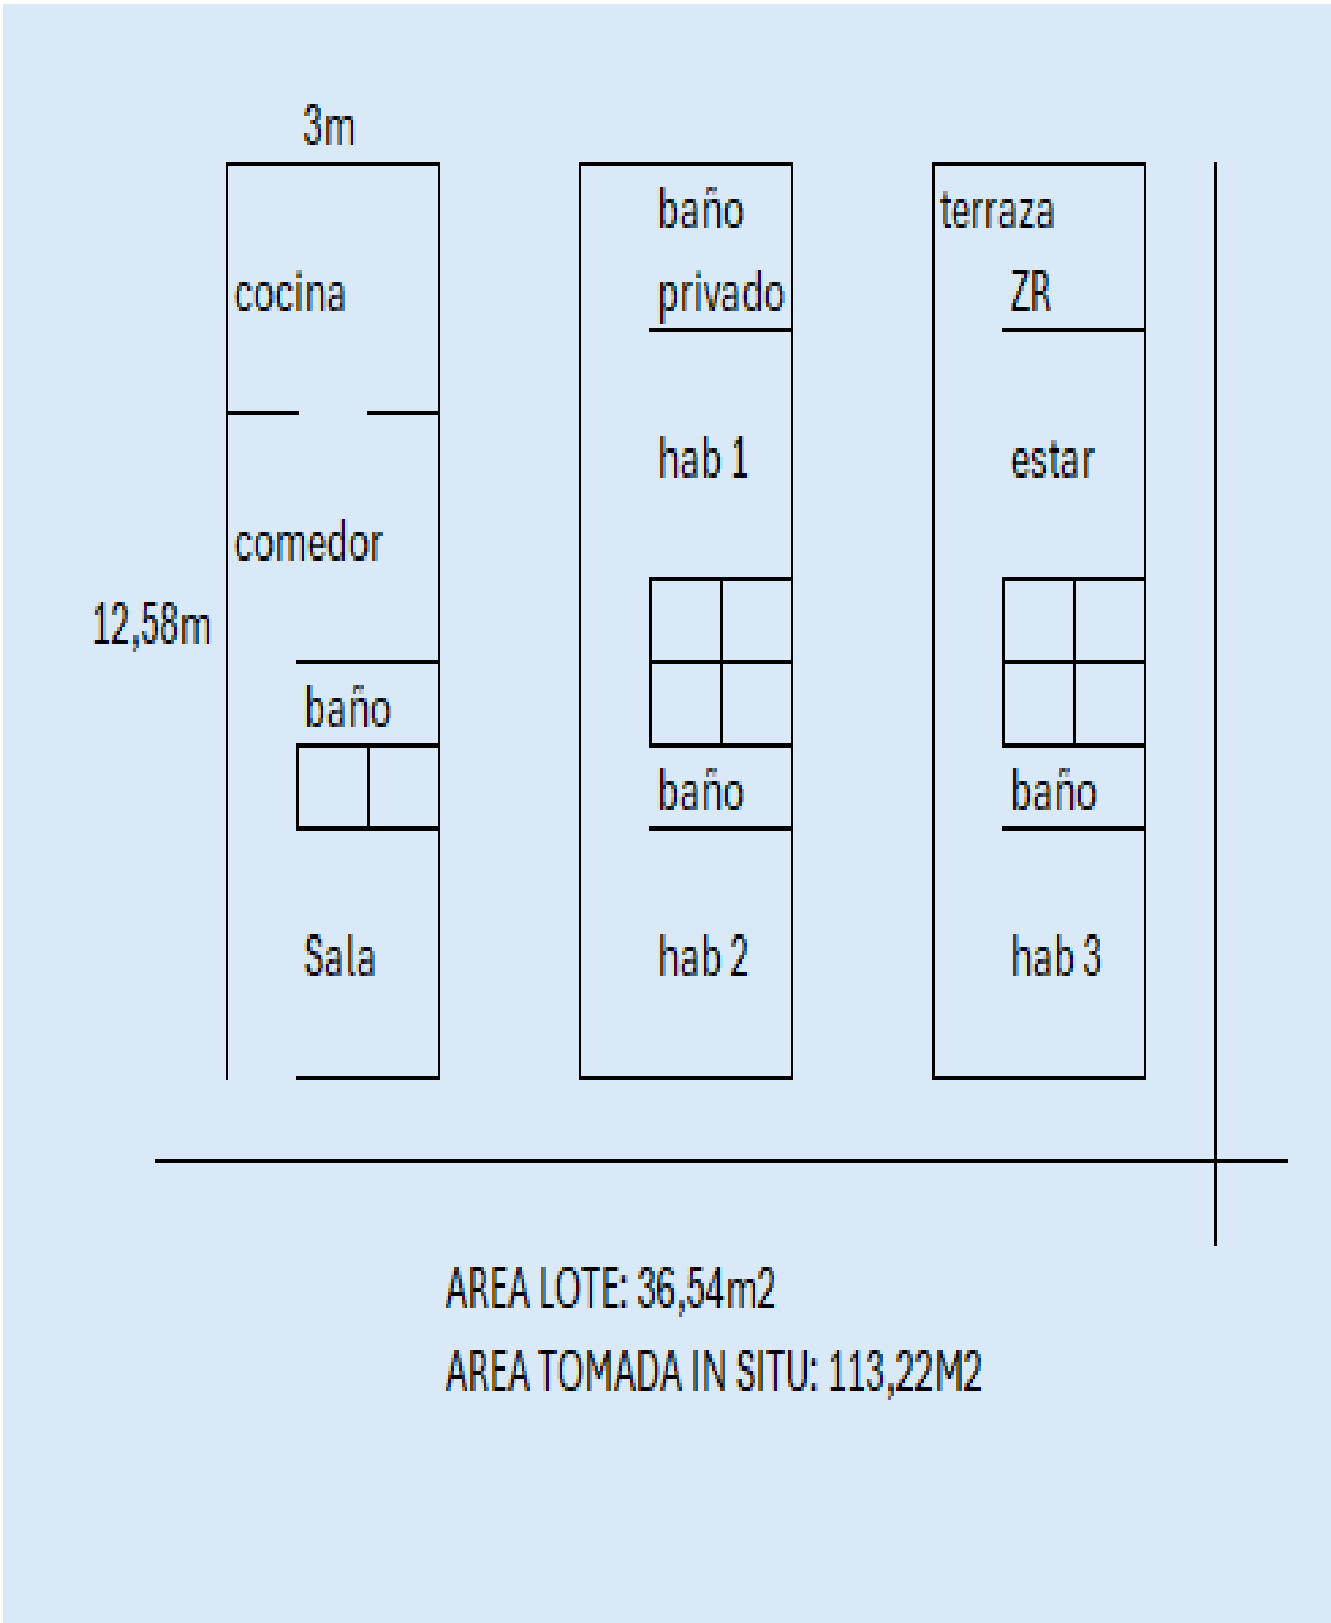 3m
cocina
comedor
12,58m
baño
Sala
baño
privado
hab 1
baño
hab 2
terraza
ZR
estar
baño
hab 3
AREA LOTE: 36,54m2
AREA TOMADA IN SITU: 113,22M2